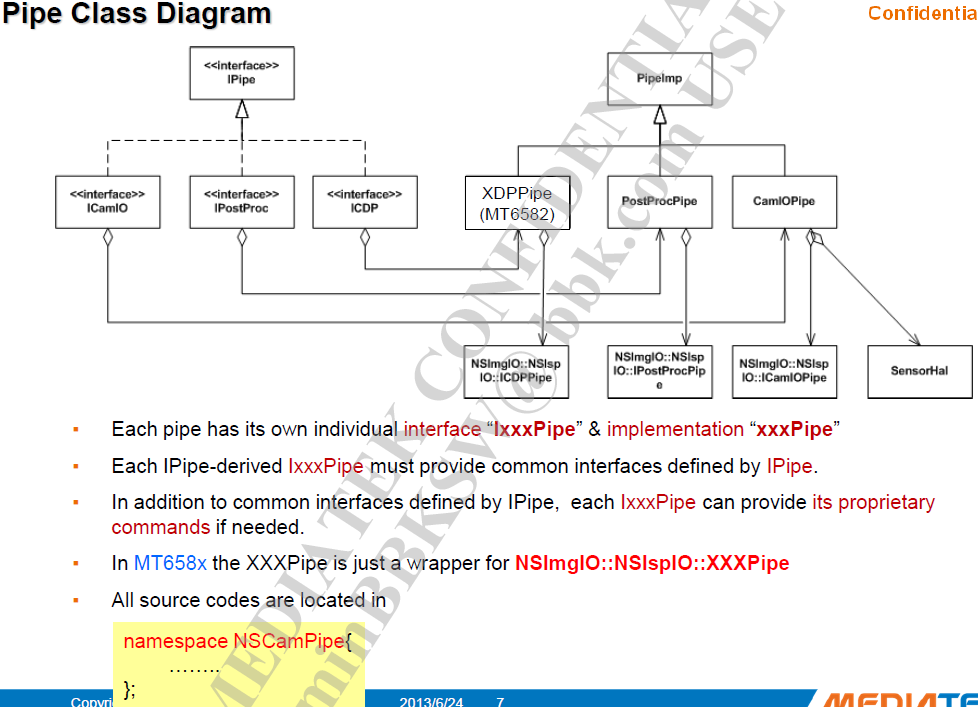 Pipe Class Diagram
Confidentia
<<interface>>
IPipe
PipeImp
<<interface>>
ICamIO
<<interface>>
IPostProc
<<interface>>
ICDP
XDPPipe
(MT6582)
PostProcPipe
CamIOPipe
NSImgIO::NSIsp
IO::ICDPPipe
NSImgIO::NSIsp
IO::IPostProcPip
e
NSImgIO::NSIsp
IO::ICamIOPipe
SensorHal
▪ Each pipe has its own individual interface “IxxxPipe” & implementation “xxxPipe”
▪ Each IPipe-derived IxxxPipe must provide common interfaces defined by IPipe.
▪ In addition to common interfaces defined by IPipe, each IxxxPipe can provide its proprietary
commands if needed.
▪ In MT658x the XXXPipe is just a wrapper for NSImgIO::NSIspIO::XXXPipe
▪ All source codes are located in
namespace NSCamPipe{
……..
};
Copyri
2013/6/24
7
MEDIATE
MEDIATEK CONFIDENTIAL
minBBKSW@bbk.com USE